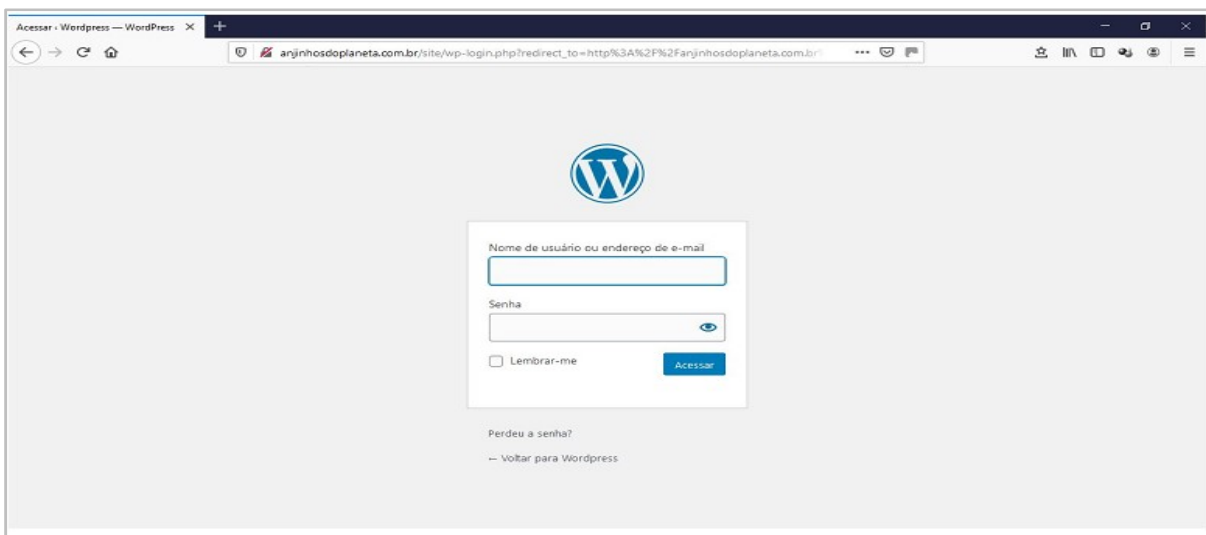 Acessar ‹ Wordpress — WordPress
anjinhosdoplaneta.com.br/site/wp-login.php?redirect_to=http%3A%2F%2Fanjinhosdoplaneta.com.br
Nome de usuário ou endereço de e-mail
Senha
Lembrar-me
Acessar
Perdeu a senha?
← Voltar para Wordpress